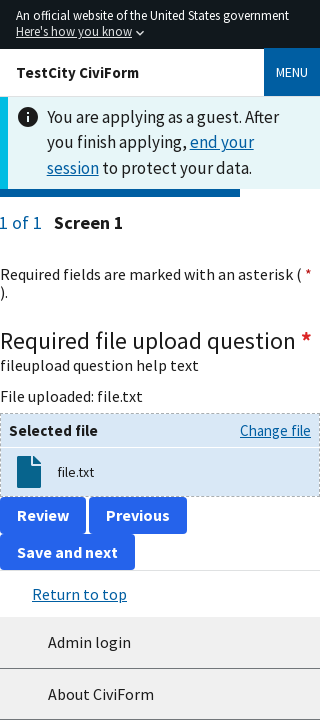 An official website of the United States government
Here's how you know
TestCity CiviForm
MENU
You are applying as a guest. After
you finish applying, end your
session to protect your data.
1 of 1 Screen 1
Required fields are marked with an asterisk ( *
).
Required file upload question *
fileupload question help text
File uploaded: file.txt
Selected file
Change file
file.txt
Review
Previous
Save and next
Return to top
Admin login
About CiviForm